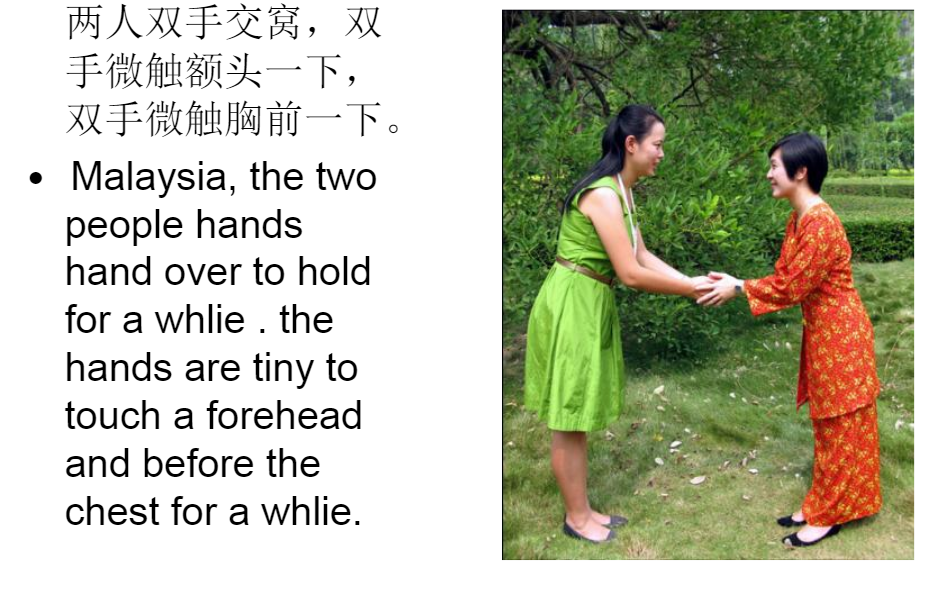 两人双手交窝，双
手微触额头一下，
双手微触胸前一下。
• Malaysia, the two
people hands
hand over to hold
for a whlie . the
hands are tiny to
touch a forehead
and before the
chest for a whlie.